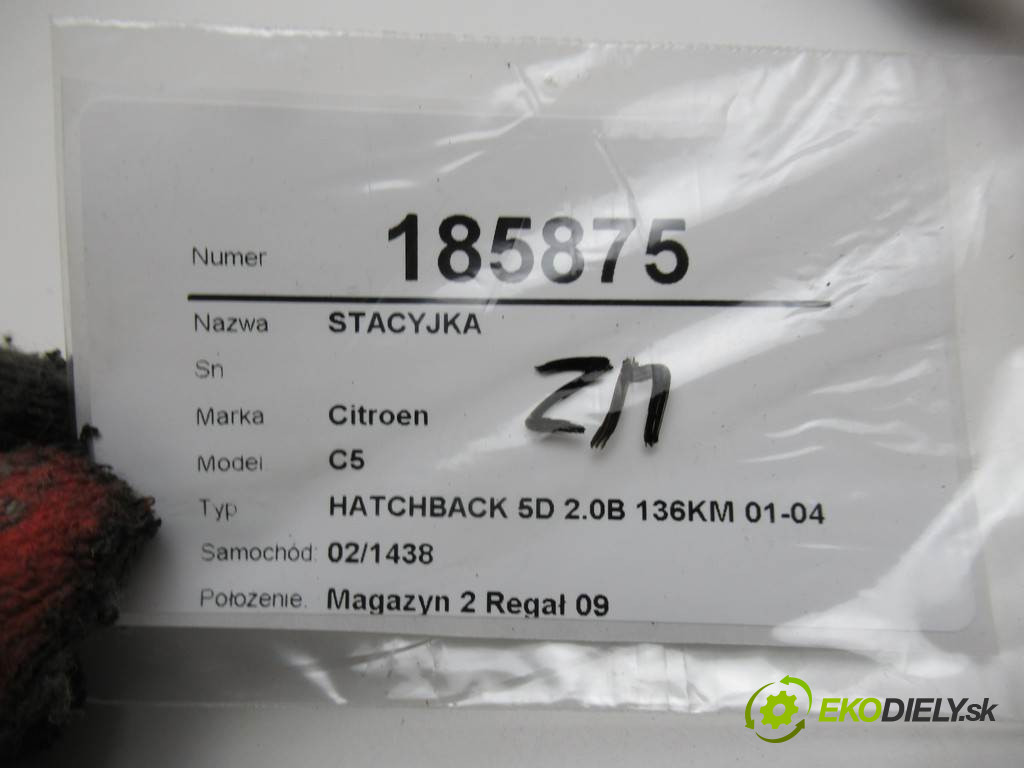 Numer 185875
Nazwa STACYJKA
Sn
Marka Citroen
Model C5
Typ HATCHBACK 5D 2.0B 136KM 01-04
Samochód: 02/1438
Położenie. Magazyn 2 Regał 09
EKODIELY.sk